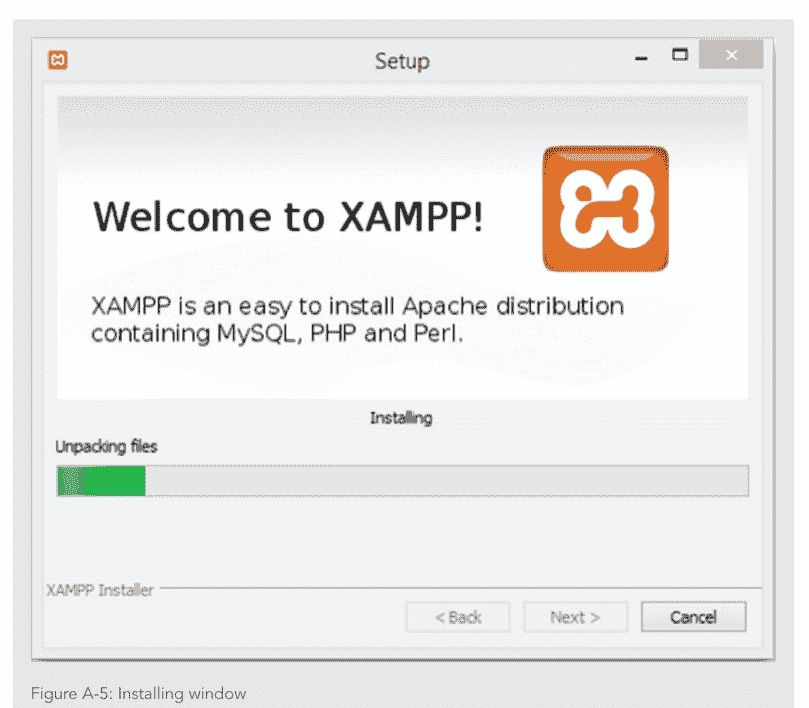 Setup
Welcome to XAMPP!
XAMPP is an easy to install Apache distribution
containing MySQL, PHP and Perl.
Installing
Unpacking files
XAMPP Installer
< Back
Next >
Cancel
Figure A-5: Installing window